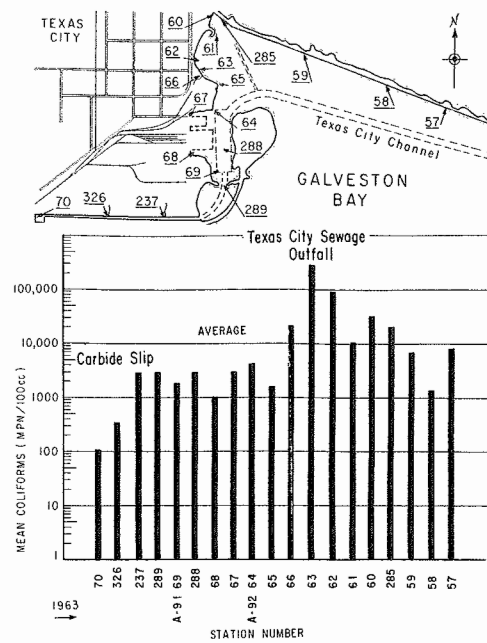 TEXAS
CITY
60
N
62
61
63
285
66
65
59
58
57
67
64
Texas City Channel
68
288
69
GALVESTON
BAY
289
70
326
237
Texas City Sewage
Outfall
100,000
AVERAGE
10,000
Carbide Slip
1000
100
10
1
MEAN COLIFORMS (MPN/100cc)
70 326 237 289 69 288 68 67 64 65 66 63 62 61 60 285 59 58 57
A-91 A-92
1963
STATION NUMBER